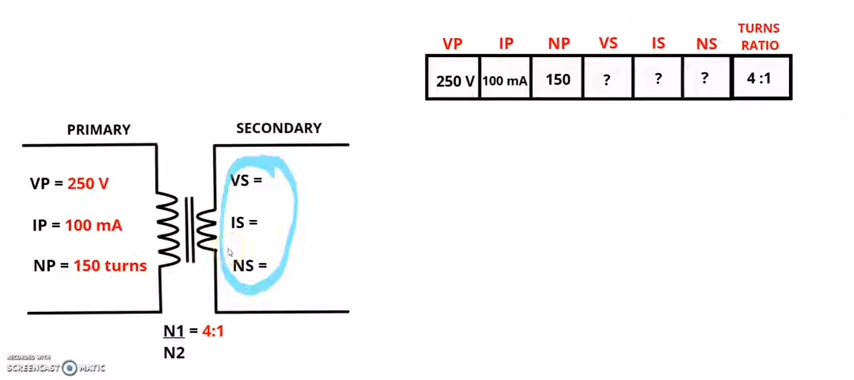 VP IP NP VS IS NS TURNS RATIO
250 V 100 mA 150 ? ? ? 4 :1
PRIMARY
SECONDARY
VP = 250 V
IP = 100 mA
NP = 150 turns
VS =
IS =
NS =
N1 = 4:1
N2
RECORDED WITH
SCREENCAST MATIC